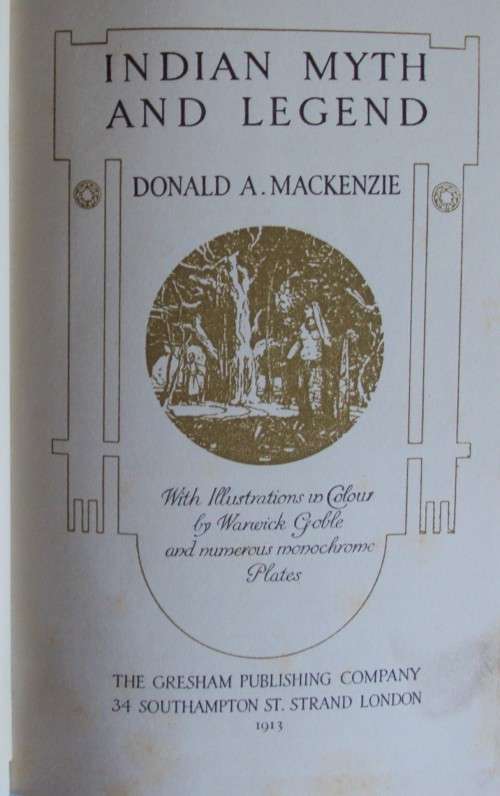 INDIAN MYTH
AND LEGEND
DONALD A. MACKENZIE
With Illustrations in Colour
by Warwick Goble
and numerous monochrome
Plates
THE GRESHAM PUBLISHING COMPANY
34 SOUTHAMPTON ST. STRAND LONDON
1913